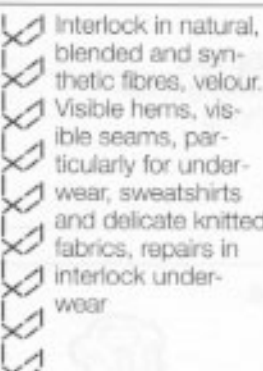 Interlock in natural,
blended and syn-
thetic fibres, velour.
Visible hems, vis-
ible seams, par-
ticularly for under-
wear, sweatshirts
and delicate knitted
fabrics, repairs in
interlock under-
wear